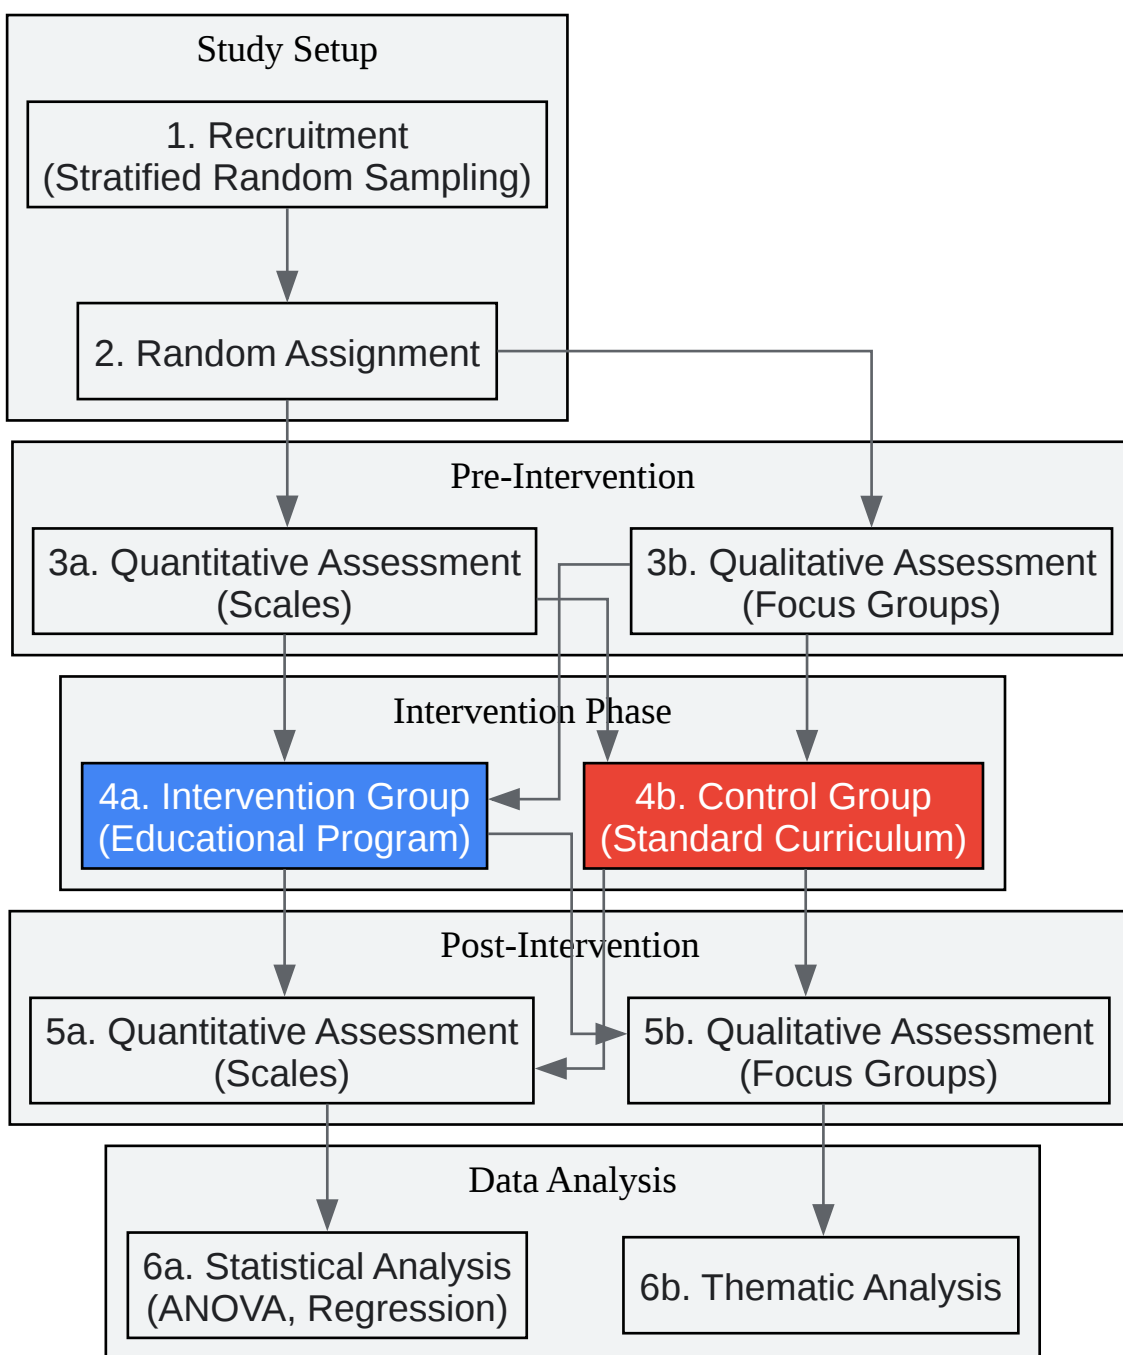 Study Setup
1. Recruitment
(Stratified Random Sampling)
2. Random Assignment
Pre-Intervention
3a. Quantitative Assessment
(Scales)
3b. Qualitative Assessment
(Focus Groups)
Intervention Phase
4a. Intervention Group
(Educational Program)
4b. Control Group
(Standard Curriculum)
Post-Intervention
5a. Quantitative Assessment
(Scales)
5b. Qualitative Assessment
(Focus Groups)
Data Analysis
6a. Statistical Analysis
(ANOVA, Regression)
6b. Thematic Analysis